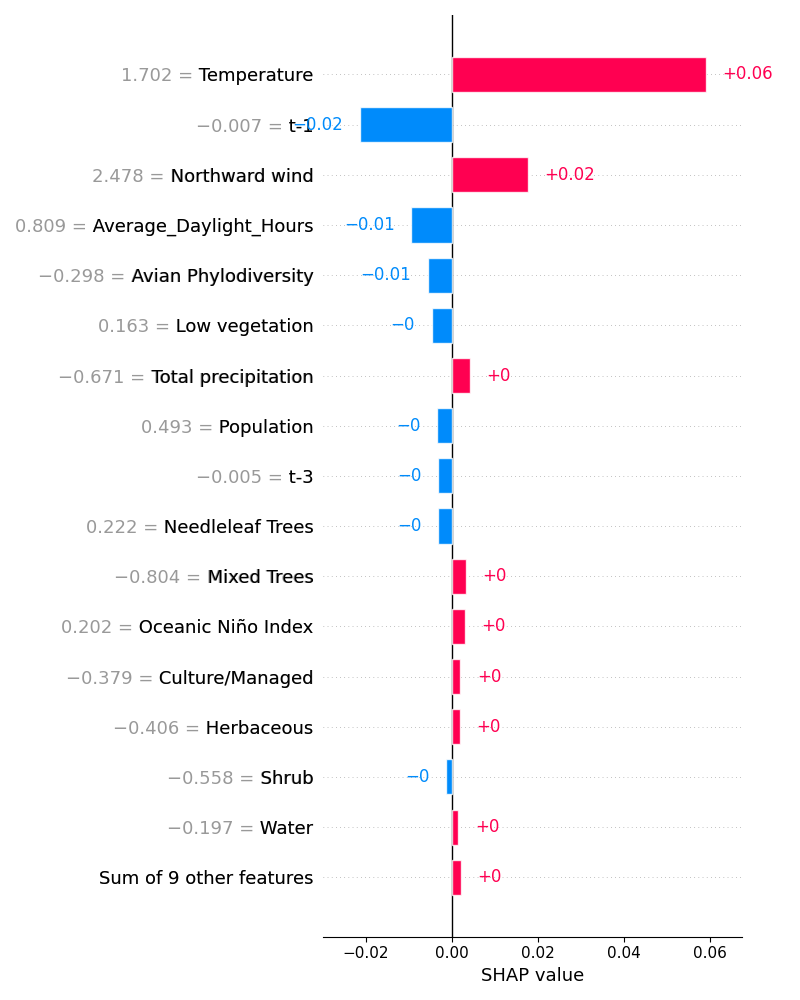 1.702 = Temperature +0.06
−0.007 = t-1 −0.02
2.478 = Northward wind +0.02
0.809 = Average_Daylight_Hours −0.01
−0.298 = Avian Phylodiversity −0.01
0.163 = Low vegetation −0
−0.671 = Total precipitation +0
0.493 = Population −0
−0.005 = t-3 −0
0.222 = Needleleaf Trees −0
−0.804 = Mixed Trees +0
0.202 = Oceanic Niño Index +0
−0.379 = Culture/Managed +0
−0.406 = Herbaceous +0
−0.558 = Shrub −0
−0.197 = Water +0
Sum of 9 other features +0
−0.02 0.00 0.02 0.04 0.06
SHAP value